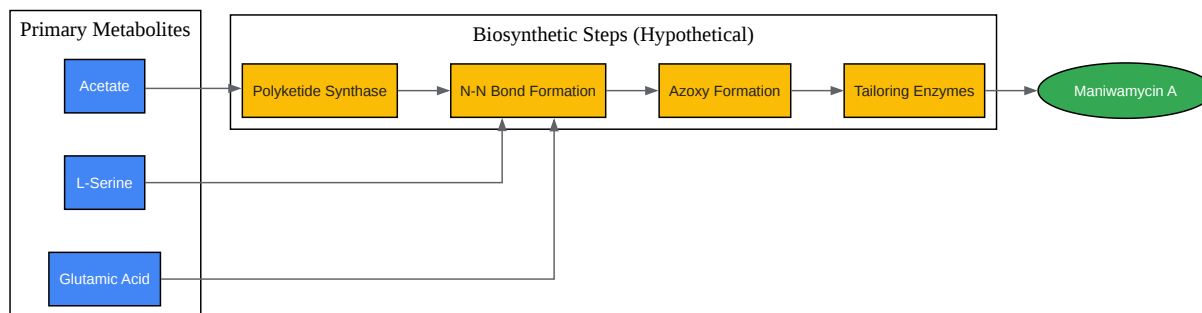 Primary Metabolites
Biosynthetic Steps (Hypothetical)
Acetate
Polyketide Synthase
N-N Bond Formation
Azoxy Formation
Tailoring Enzymes
Maniwamycin A
L-Serine
Glutamic Acid